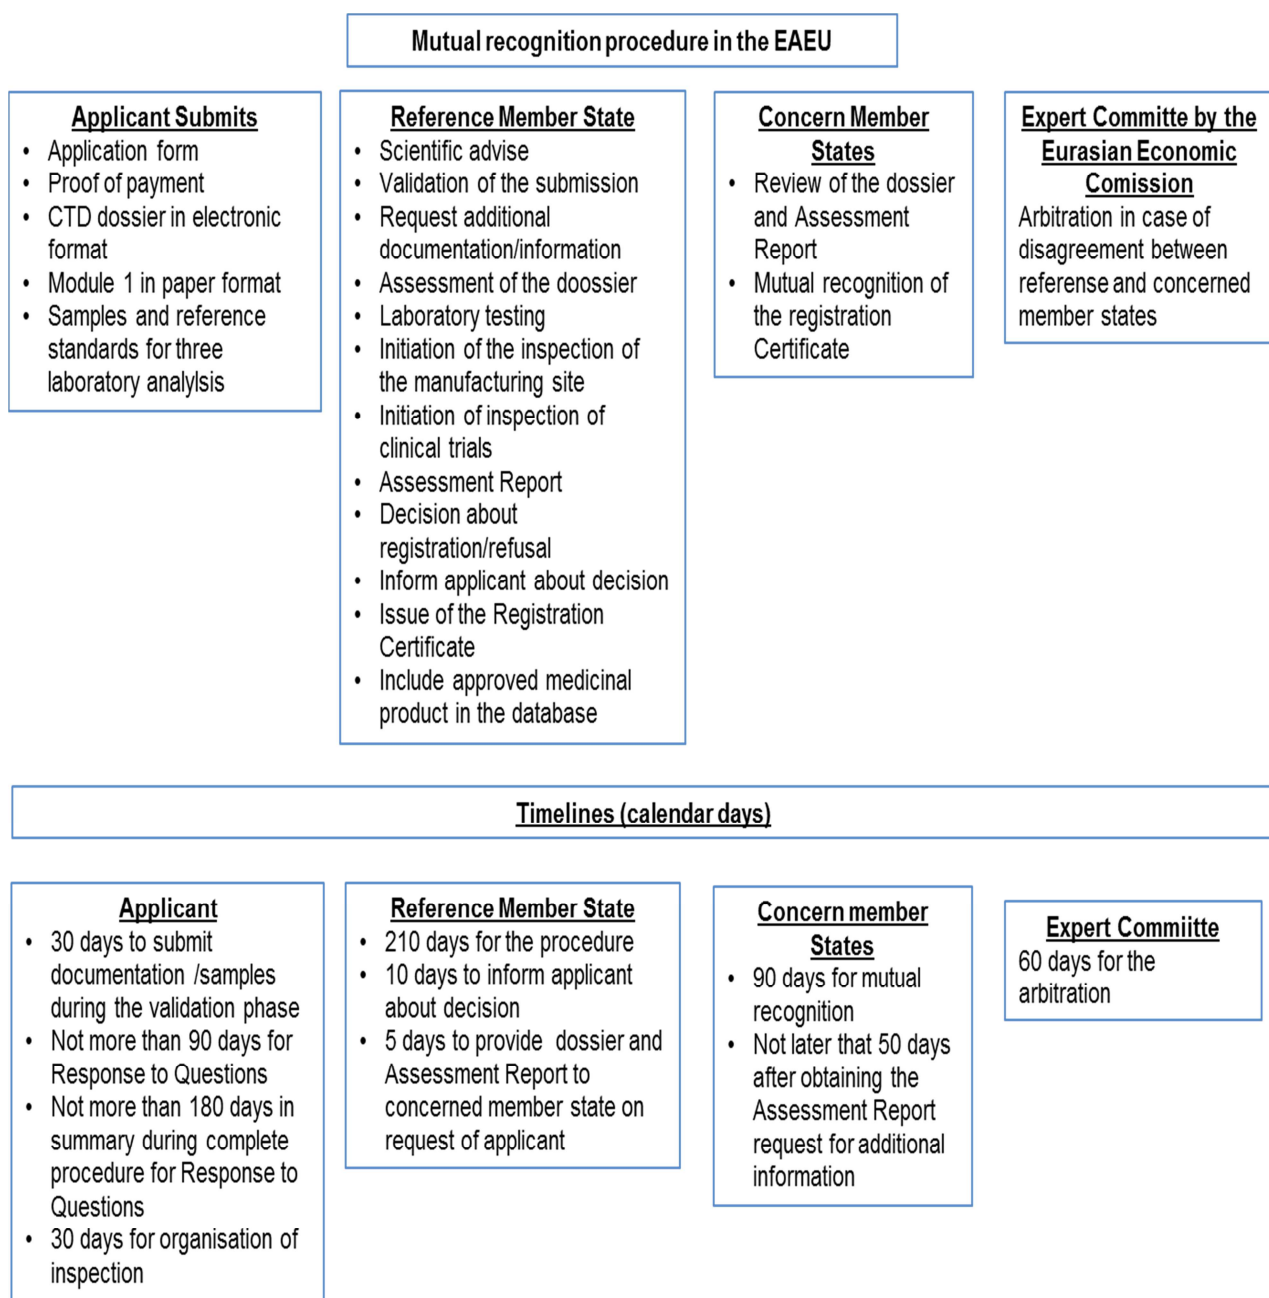 Mutual recognition procedure in the EAEU
Applicant Submits
• Application form
• Proof of payment
• CTD dossier in electronic
format
• Module 1 in paper format
• Samples and reference
standards for three
laboratory analylsis
Reference Member State
• Scientific advise
• Validation of the submission
• Request additional
documentation/information
• Assessment of the doossier
• Laboratory testing
• Initiation of the inspection of
the manufacturing site
• Initiation of inspection of
clinical trials
• Assessment Report
• Decision about
registration/refusal
• Inform applicant about decision
• Issue of the Registration
Certificate
• Include approved medicinal
product in the database
Concern Member
States
• Review of the dossier
and Assessment
Report
• Mutual recognition of
the registration
Certificate
Expert Committe by the
Eurasian Economic
Comission
Arbitration in case of
disagreement between
referense and concerned
member states
Timelines (calendar days)
Applicant
• 30 days to submit
documentation /samples
during the validation phase
• Not more than 90 days for
Response to Questions
• Not more than 180 days in
summary during complete
procedure for Response to
Questions
• 30 days for organisation of
inspection
Reference Member State
• 210 days for the procedure
• 10 days to inform applicant
about decision
• 5 days to provide dossier and
Assessment Report to
concerned member state on
request of applicant
Concern member
States
• 90 days for mutual
recognition
• Not later that 50 days
after obtaining the
Assessment Report
request for additional
information
Expert Commiitte
60 days for the
arbitration